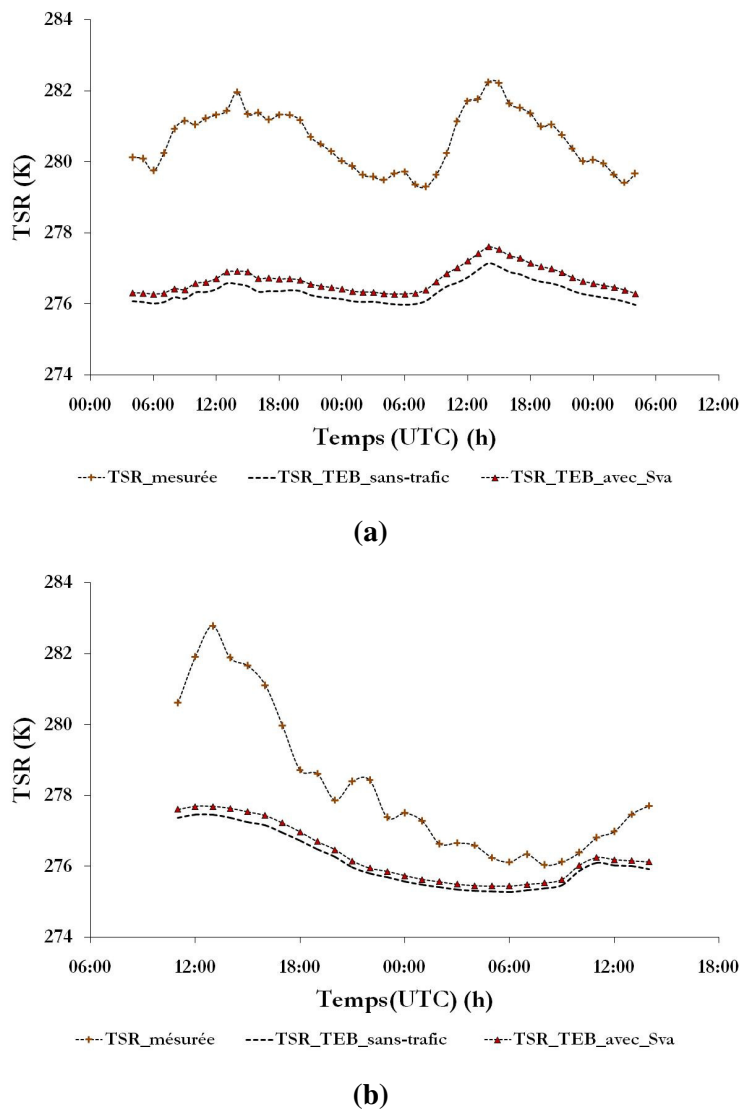 284
282
280
278
276
274
TSR (K)
00:00 06:00 12:00 18:00 00:00 06:00 12:00 18:00 00:00 06:00 12:00
Temps (UTC) (h)
TSR_mesurée TSR_TEB_sans-trafic TSR_TEB_avec_Sva
(a)
284
282
280
278
276
274
TSR (K)
06:00 12:00 18:00 00:00 06:00 12:00 18:00
Temps(UTC) (h)
TSR_mésurée TSR_TEB_sans-trafic TSR_TEB_avec_Sva
(b)